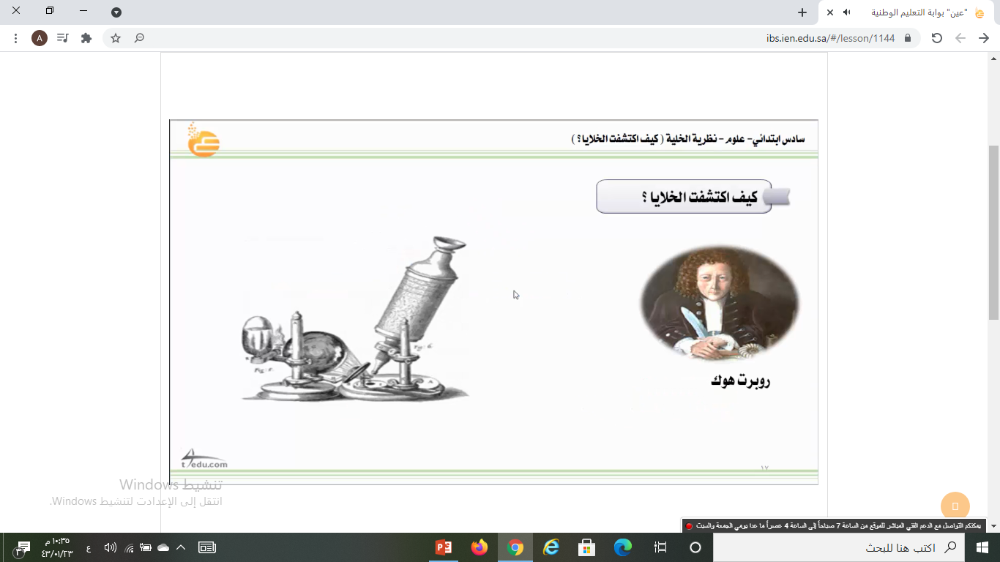 "عين" بوابة التعليم الوطنية
ibs.ien.edu.sa/#/lesson/1144
A
سادس ابتدائي- علوم - نظرية الخلية ( كيف اكتشفت الخلايا ؟ )
كيف اكتشفت الخلايا ؟
روبرت هوك
t4edu.com
١٧
تنشيط Windows
انتقل إلى الإعدادت لتنشيط Windows.
يمكنكم التواصل مع الدعم الفني المباشر للموقع من الساعة 7 صباحاً إلى الساعة 4 عصراً ما عدا يومي الجمعة والسبت
اكتب هنا للبحث
ع
١٠:٣٥ م
٤٣/٠١/٢٣
٣